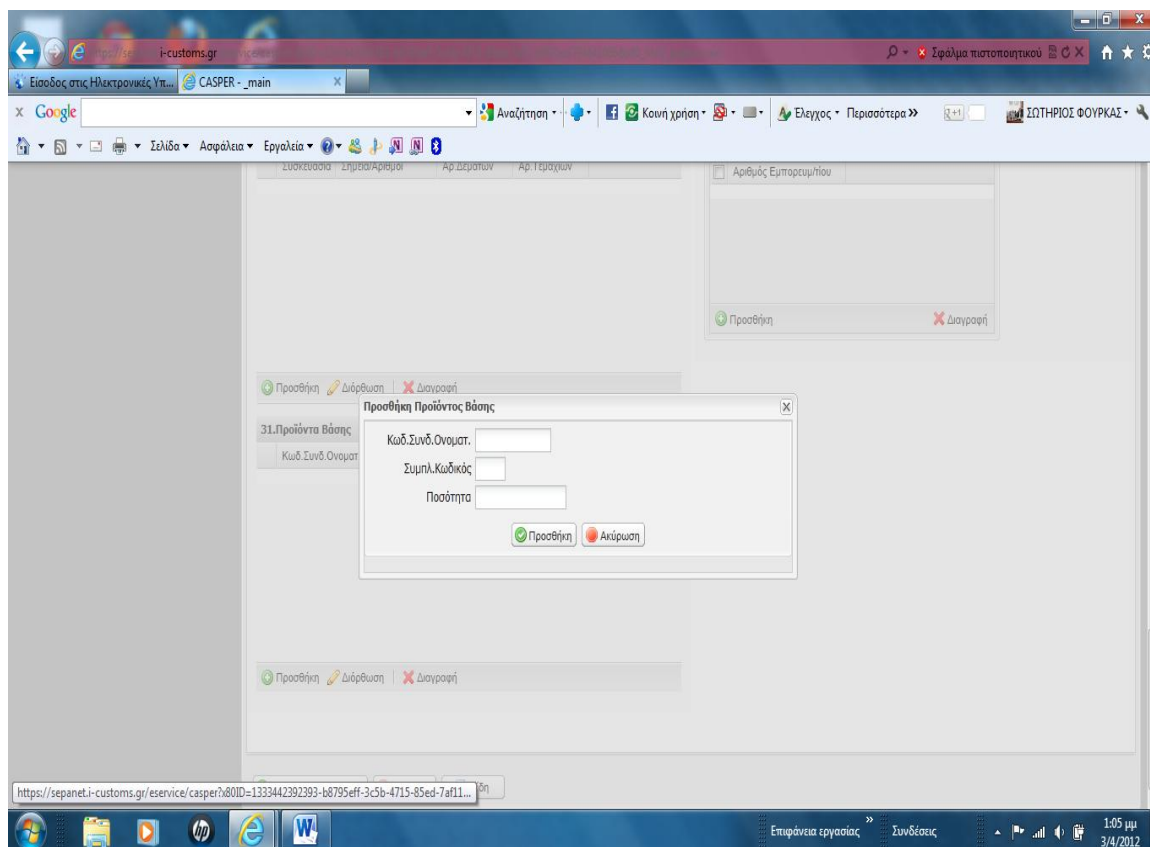 i-customs.gr
Σφάλμα πιστοποιητικού
Είσοδος στις Ηλεκτρονικές Υπ...
CASPER - _main
x Google
Αναζήτηση
Κοινή χρήση
Έλεγχος
Περισσότερα »
ΣΩΤΗΡΙΟΣ ΦΟΥΡΚΑΣ
Σελίδα
Ασφάλεια
Εργαλεία
Συσκευασία Σημεία/Αριθμοί Αρ.Δεμάτων Αρ.Τεμαχίων
Αριθμός Εμπορευμ/τίου
Προσθήκη Διαγραφή
Προσθήκη Διόρθωση Διαγραφή
Προσθήκη Προϊόντος Βάσης
31.Προϊόντα Βάσης
Κωδ.Συνδ.Ονοματ.
Κωδ.Συνδ.Ονοματ
Συμπλ.Κωδικός
Ποσότητα
Προσθήκη Ακύρωση
Προσθήκη Διόρθωση Διαγραφή
https://sepanet.i-customs.gr/eservice/casper?x80ID=1333442392393-b8795eff-3c5b-4715-85ed-7af11...
Επιφάνεια εργασίας »
Συνδέσεις
1:05 μμ
3/4/2012